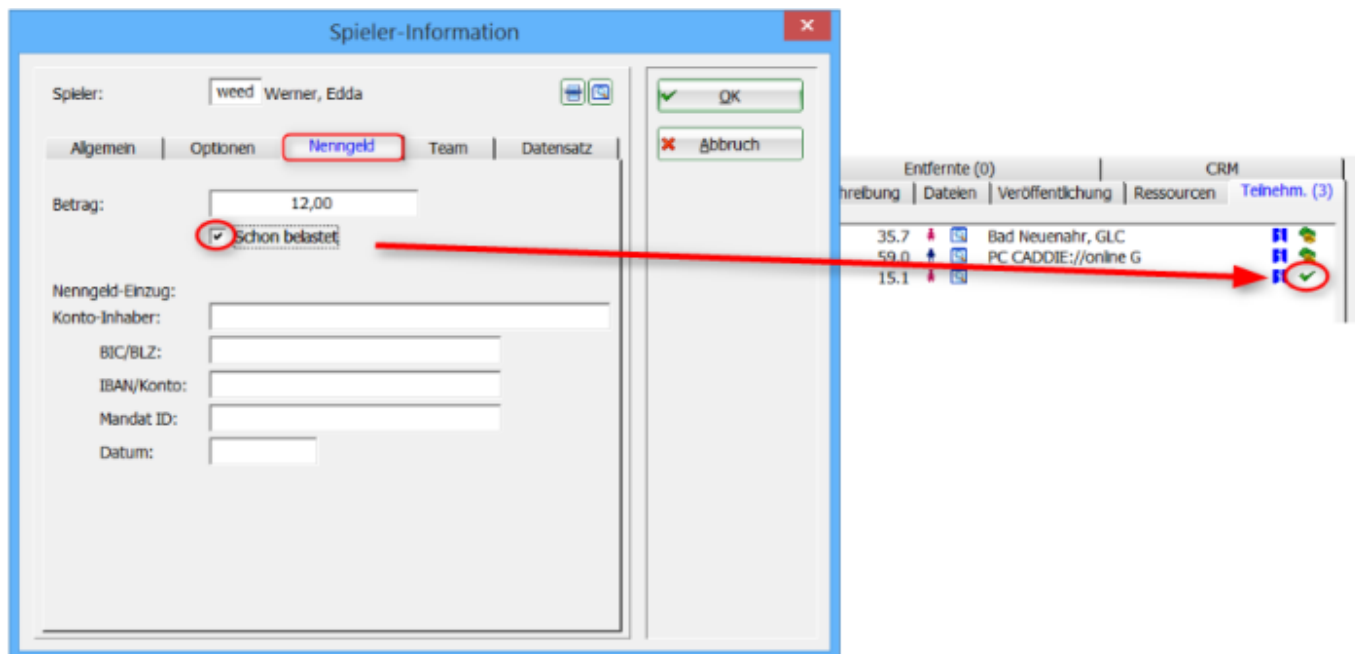 Spieler-Information
Spieler: weed Werner, Edda
OK
Abbruch
Allgemein Optionen Nenngeld Team Datensatz
Betrag: 12,00
Schon belastet
Nenngeld-Einzug:
Konto-Inhaber:
BIC/BLZ:
IBAN/Konto:
Mandat ID:
Datum:
Entfernte (0) CRM
hreibung Dateien Veröffentlichung Ressourcen Teilnehm. (3)
35.7 Bad Neuenahr, GLC
59.0 PC CADDIE://online G
15.1